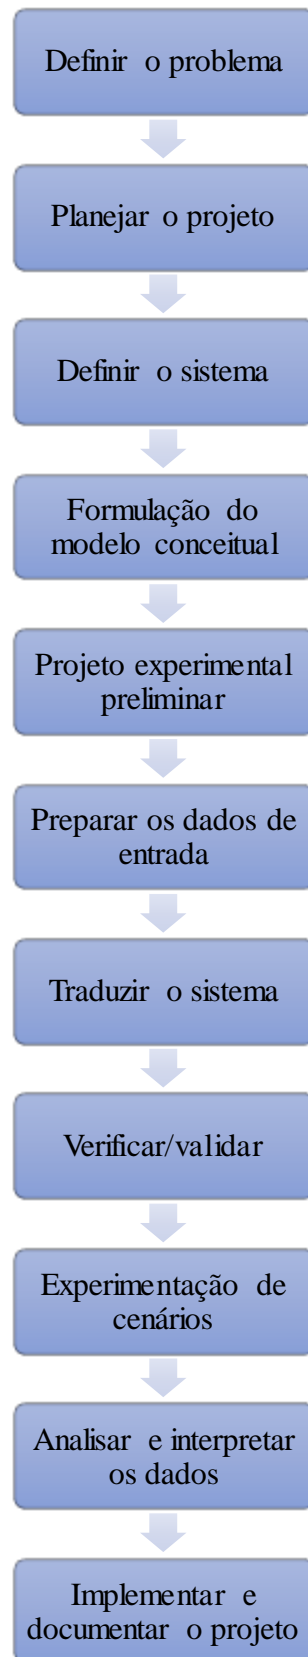 Definir o problema
Planejar o projeto
Definir o sistema
Formulação do
modelo conceitual
Projeto experimental
preliminar
Preparar os dados de
entrada
Traduzir o sistema
Verificar/validar
Experimentação de
cenários
Analisar e interpretar
os dados
Implementar e
documentar o projeto